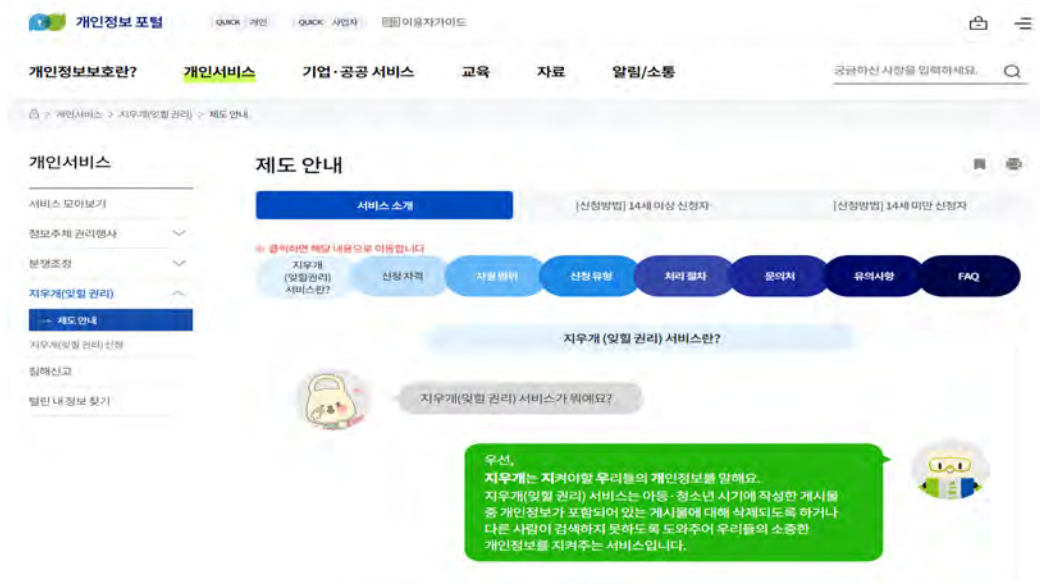 개인정보 포털
QUICK 개인 QUICK 사업자 이용자가이드
개인정보보호란? 개인서비스 기업·공공 서비스 교육 자료 알림/소통 궁금하신 사항을 입력하세요.
> 개인서비스 > 지우개(잊힐 권리) > 제도 안내
개인서비스
서비스 모아보기
정보주체 권리행사
분쟁조정
지우개(잊힐 권리)
제도 안내
지우개(잊힐 권리) 신청
침해신고
털린 내 정보 찾기
제도 안내
서비스 소개 [신청방법] 14세 이상 신청자 [신청방법] 14세 미만 신청자
※ 클릭하면 해당 내용으로 이동합니다
지우개
(잊힐권리)
서비스란?
신청 자격 지원 범위 신청 유형 처리 절차 문의처 유의사항 FAQ
지우개 (잊힐 권리) 서비스란?
지우개(잊힐 권리) 서비스가 뭐예요?
우선,
지우개는 지켜야할 우리들의 개인정보를 말해요.
지우개(잊힐 권리) 서비스는 아동·청소년 시기에 작성한 게시물
중 개인정보가 포함되어 있는 게시물에 대해 삭제되도록 하거나
다른 사람이 검색하지 못하도록 도와주어 우리들의 소중한
개인정보를 지켜주는 서비스입니다.